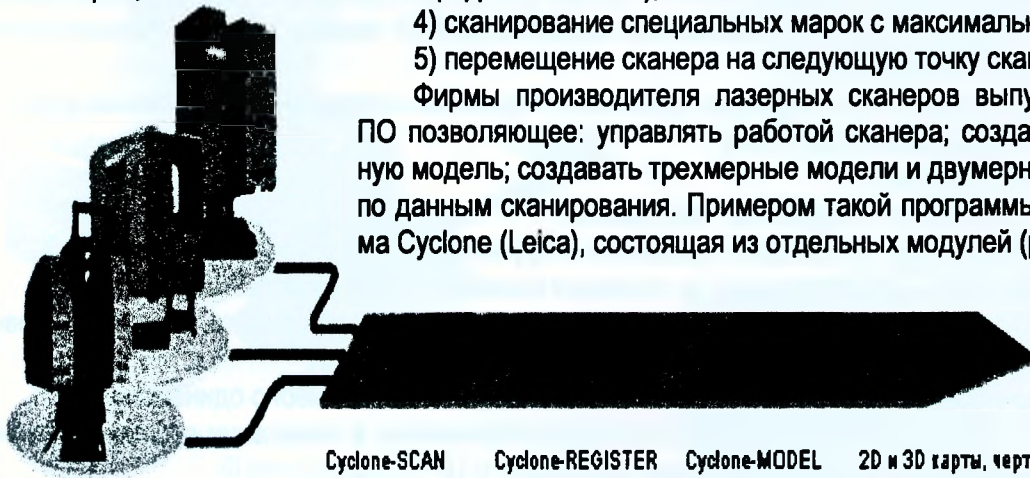 4) сканирование специальных марок с максималь
5) перемещение сканера на следующую точку ска
Фирмы производителя лазерных сканеров выпу
ПО позволяющее: управлять работой сканера; созда
ную модель; создавать трехмерные модели и двумерн
по данным сканирования. Примером такой программы
ма Cyclone (Leica), состоящая из отдельных модулей (
Cyclone-SCAN Cyclone-REGISTER Cyclone-MODEL 2D и 3D карты, черт